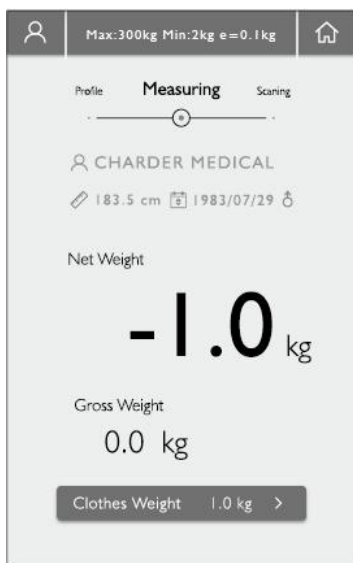 Max:300kg Min:2kg e=0.1kg
Profile Measuring Scaning
CHARDER MEDICAL
183.5 cm 1983/07/29
Net Weight
-1.0 kg
Gross Weight
0.0 kg
Clothes Weight 1.0 kg >